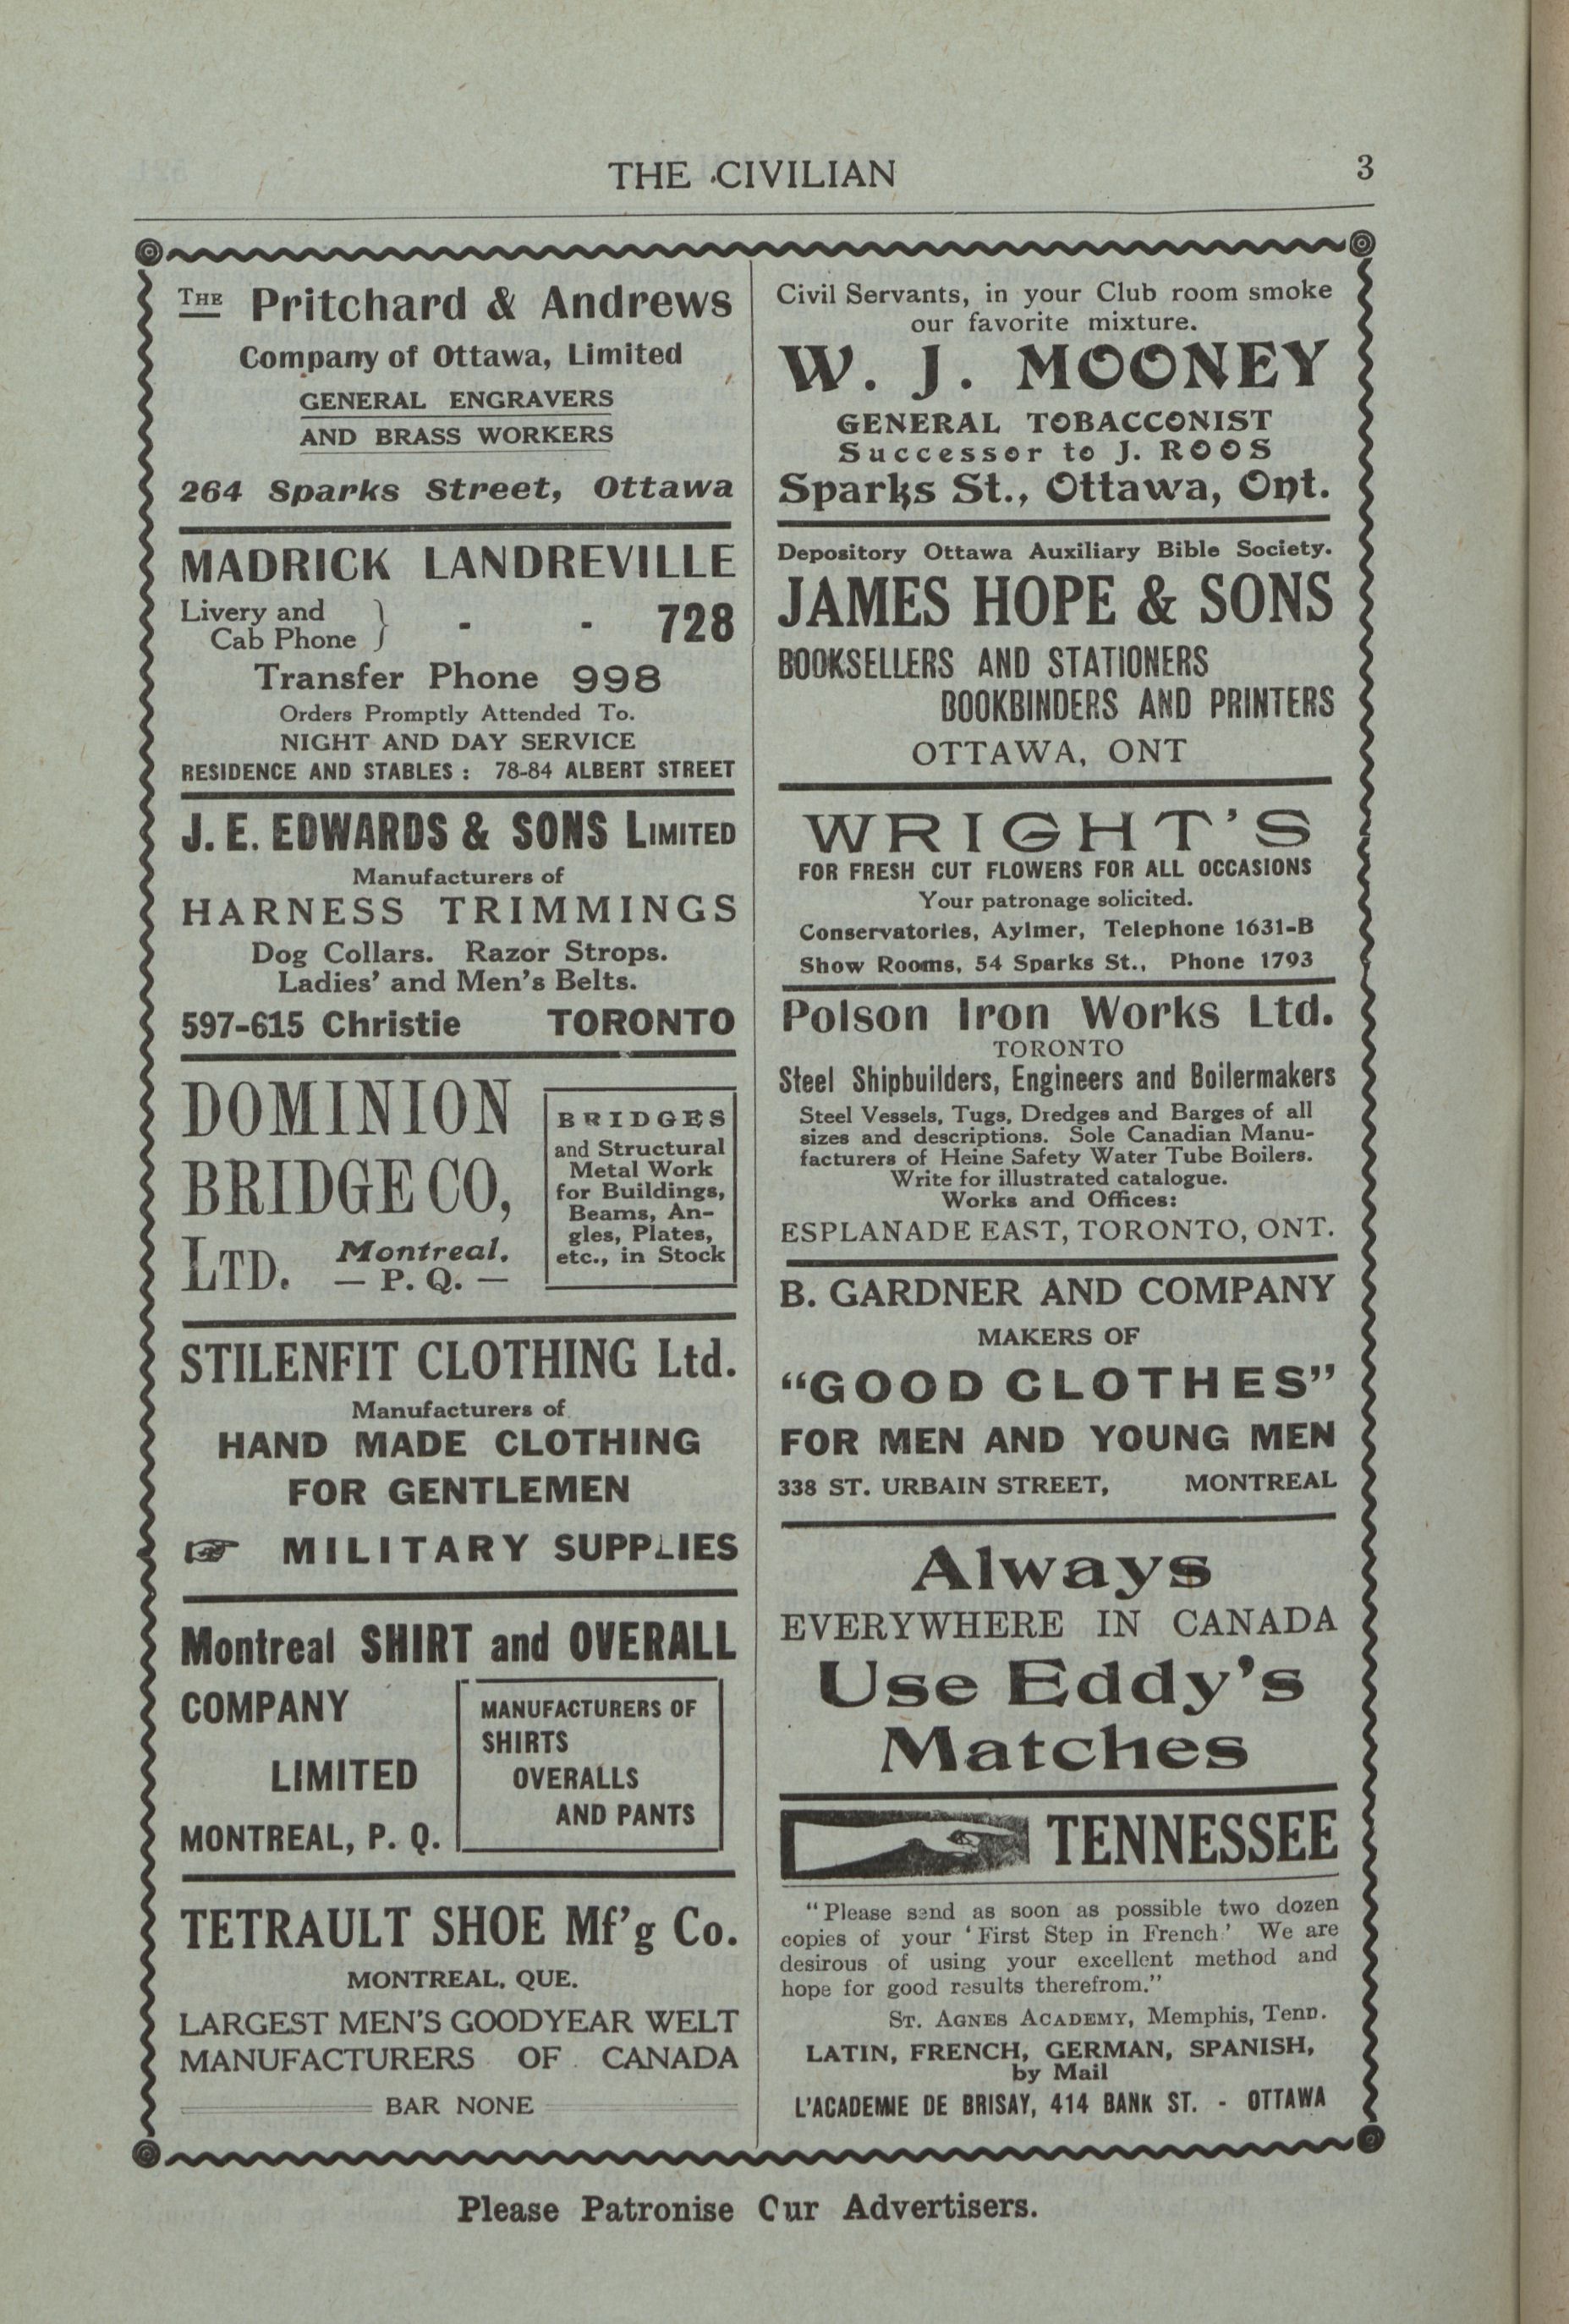 THE CIVILIAN
3
THE Pritchard & Andrews
Company of Ottawa, Limited
GENERAL ENGRAVERS
AND BRASS WORKERS
264 Sparks Street, Ottawa
MADRICK LANDREVILLE
Livery and
Cab Phone } - - 728
Transfer Phone 998
Orders Promptly Attended To.
NIGHT AND DAY SERVICE
RESIDENCE AND STABLES : 78-84 ALBERT STREET
J. E. EDWARDS & SONS LIMITED
Manufacturers of
HARNESS TRIMMINGS
Dog Collars. Razor Strops.
Ladies' and Men's Belts.
597-615 Christie TORONTO
DOMINION
BRIDGE CO,
LTD. Montreal.
— P. Q. —
BRIDGES
and Structural
Metal Work
for Buildings,
Beams, An-
gles, Plates,
etc., in Stock
STILENFIT CLOTHING Ltd.
Manufacturers of
HAND MADE CLOTHING
FOR GENTLEMEN
☞ MILITARY SUPPLIES
Montreal SHIRT and OVERALL
COMPANY
LIMITED
MONTREAL, P. Q.
MANUFACTURERS OF
SHIRTS
OVERALLS
AND PANTS
TETRAULT SHOE Mf'g Co.
MONTREAL, QUE.
LARGEST MEN'S GOODYEAR WELT
MANUFACTURERS OF CANADA
BAR NONE
Civil Servants, in your Club room smoke
our favorite mixture.
W. J. MOONEY
GENERAL TOBACCONIST
Successor to J. ROOS
Sparks St., Ottawa, Ont.
Depository Ottawa Auxiliary Bible Society.
JAMES HOPE & SONS
BOOKSELLERS AND STATIONERS
BOOKBINDERS AND PRINTERS
OTTAWA, ONT
WRIGHT'S
FOR FRESH CUT FLOWERS FOR ALL OCCASIONS
Your patronage solicited.
Conservatories, Aylmer, Telephone 1631-B
Show Rooms, 54 Sparks St., Phone 1793
Polson Iron Works Ltd.
TORONTO
Steel Shipbuilders, Engineers and Boilermakers
Steel Vessels, Tugs, Dredges and Barges of all
sizes and descriptions. Sole Canadian Manu-
facturers of Heine Safety Water Tube Boilers.
Write for illustrated catalogue.
Works and Offices:
ESPLANADE EAST, TORONTO, ONT.
B. GARDNER AND COMPANY
MAKERS OF
"GOOD CLOTHES"
FOR MEN AND YOUNG MEN
338 ST. URBAIN STREET, MONTREAL
Always
EVERYWHERE IN CANADA
Use Eddy's
Matches
TENNESSEE
"Please send as soon as possible two dozen
copies of your 'First Step in French' We are
desirous of using your excellent method and
hope for good results therefrom."
ST. AGNES ACADEMY, Memphis, Tenn.
LATIN, FRENCH, GERMAN, SPANISH,
by Mail
L'ACADEMIE DE BRISAY, 414 BANK ST. - OTTAWA
Please Patronise Our Advertisers.